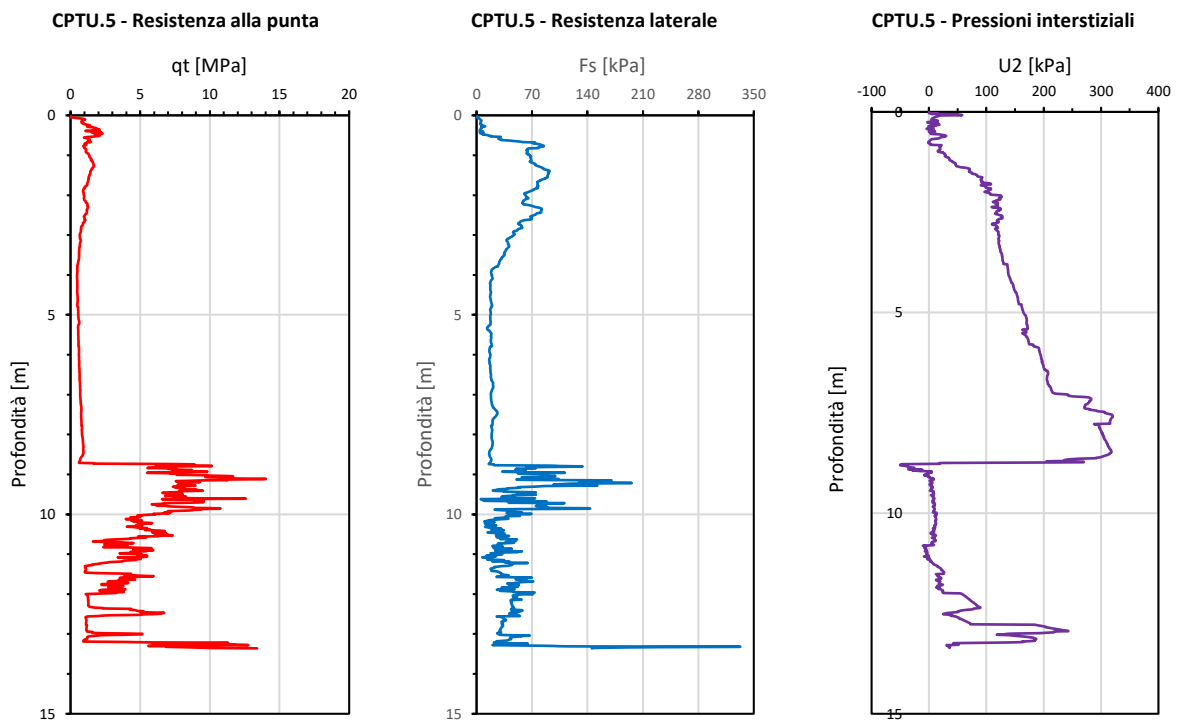 CPTU.5 - Resistenza alla punta
qt [MPa]
0 5 10 15 20
0
5
10
15
Profondità [m]
CPTU.5 - Resistenza laterale
Fs [kPa]
0 70 140 210 280 350
0
5
10
15
Profondità [m]
CPTU.5 - Pressioni interstiziali
U2 [kPa]
-100 0 100 200 300 400
0
5
10
15
Profondità [m]